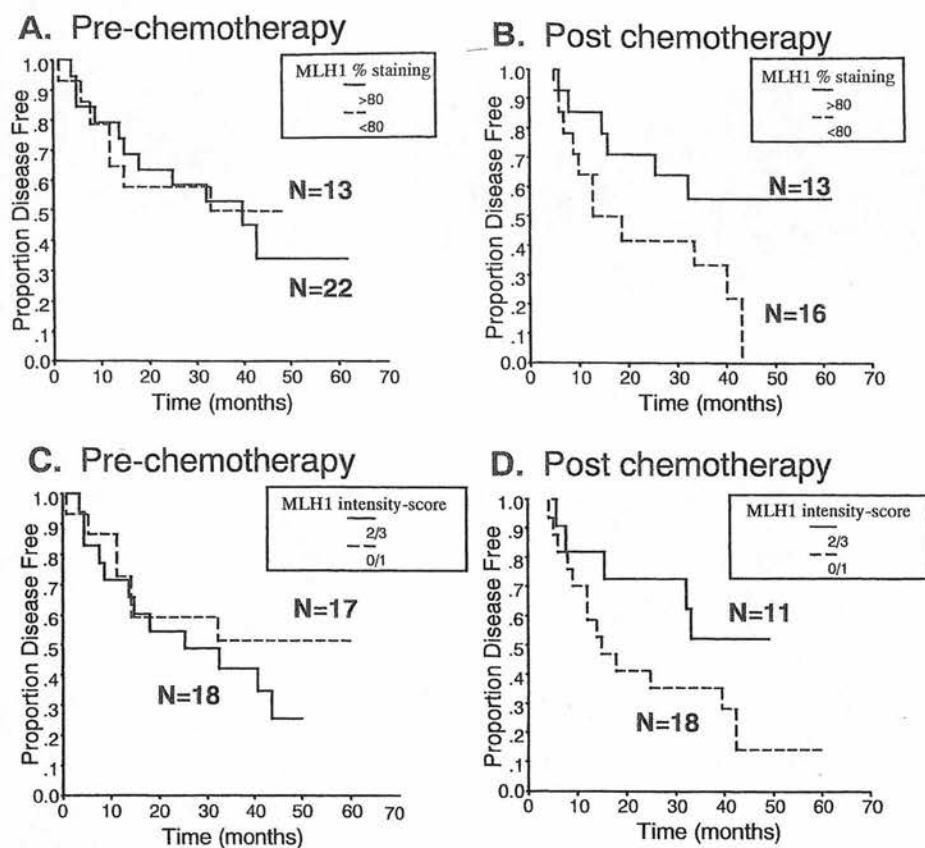 A. Pre-chemotherapy
Proportion Disease Free
1.0
.9
.8
.7
.6
.5
.4
.3
.2
.1
0.0
MLH1 % staining
>80
<80
N=13
N=22
0 10 20 30 40 50 60 70
Time (months)
B. Post chemotherapy
Proportion Disease Free
1.0
.9
.8
.7
.6
.5
.4
.3
.2
.1
0.0
MLH1 % staining
>80
<80
N=13
N=16
0 10 20 30 40 50 60 70
Time (months)
C. Pre-chemotherapy
Proportion Disease Free
1.0
.9
.8
.7
.6
.5
.4
.3
.2
.1
0.0
MLH1 intensity-score
2/3
0/1
N=17
N=18
0 10 20 30 40 50 60 70
Time (months)
D. Post chemotherapy
Proportion Disease Free
1.0
.9
.8
.7
.6
.5
.4
.3
.2
.1
0.0
MLH1 intensity-score
2/3
0/1
N=11
N=18
0 10 20 30 40 50 60 70
Time (months)